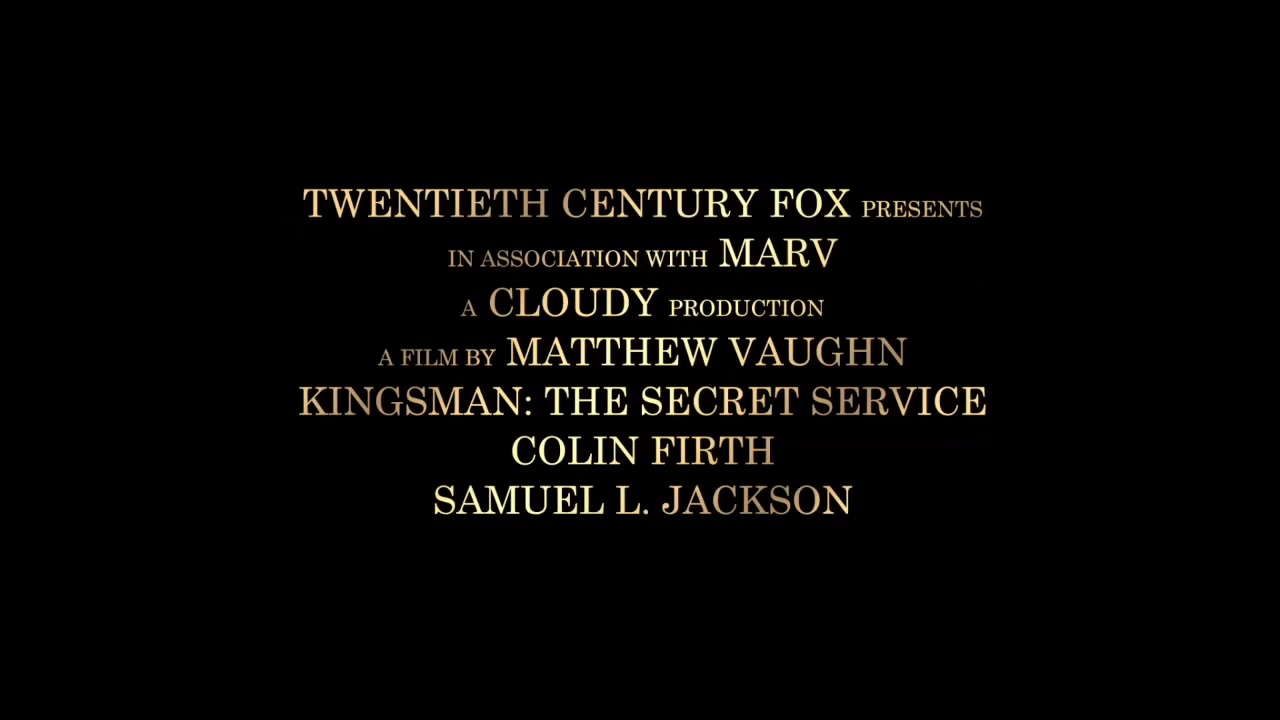 TWENTIETH CENTURY FOX PRESENTS
IN ASSOCIATION WITH MARV
A CLOUDY PRODUCTION
A FILM BY MATTHEW VAUGHN
KINGSMAN: THE SECRET SERVICE
COLIN FIRTH
SAMUEL L. JACKSON